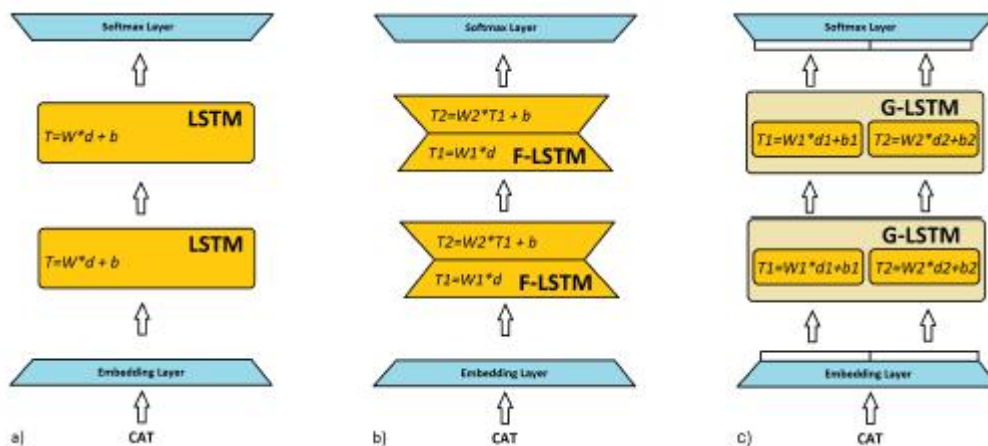 Softmax Layer
LSTM
T=W*d + b
LSTM
T=W*d + b
Embedding Layer
a)
CAT
Softmax Layer
T2=W2*T1 + b
T1=W1*d F-LSTM
T2=W2*T1 + b
T1=W1*d F-LSTM
Embedding Layer
b)
CAT
Softmax Layer
G-LSTM
T1=W1*d1+b1 T2=W2*d2+b2
G-LSTM
T1=W1*d1+b1 T2=W2*d2+b2
Embedding Layer
c)
CAT